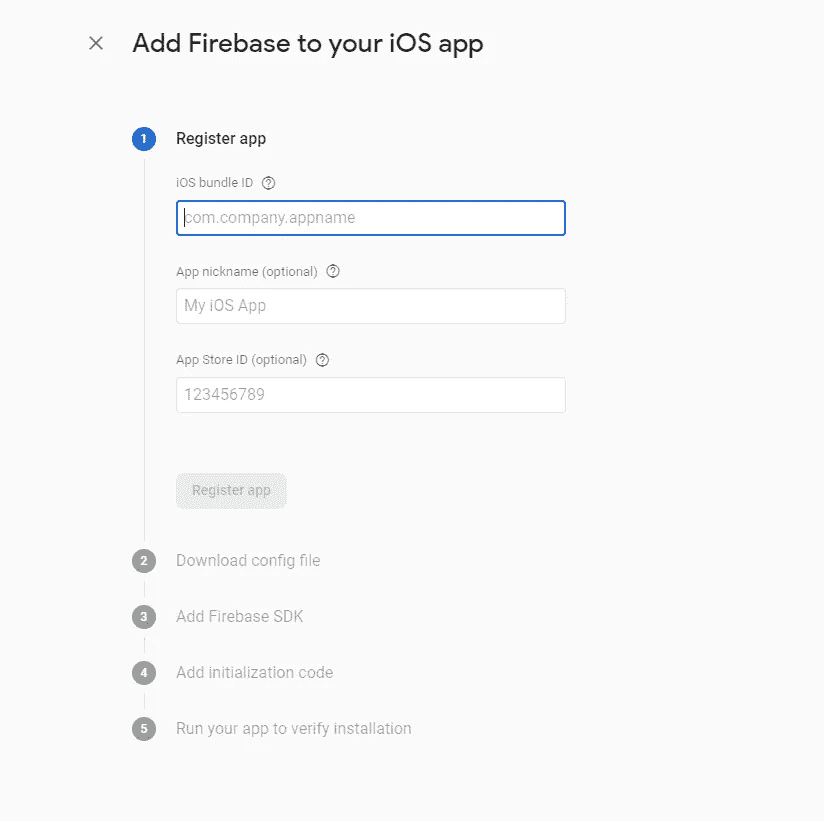 Add Firebase to your iOS app
1 Register app
iOS bundle ID ?
com.company.appname
App nickname (optional) ?
My iOS App
App Store ID (optional) ?
123456789
Register app
2 Download config file
3 Add Firebase SDK
4 Add initialization code
5 Run your app to verify installation